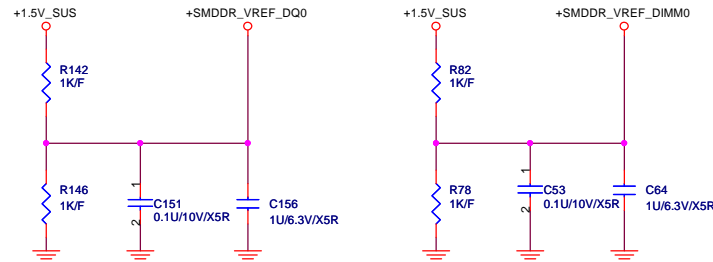 +1.5V_SUS
+SMDDR_VREF_DQ0
R142
1K/F
R146
1K/F
1
2
C151
0.1U/10V/X5R
C156
1U/6.3V/X5R
+1.5V_SUS
+SMDDR_VREF_DIMM0
R82
1K/F
R78
1K/F
1
2
C53
0.1U/10V/X5R
C64
1U/6.3V/X5R